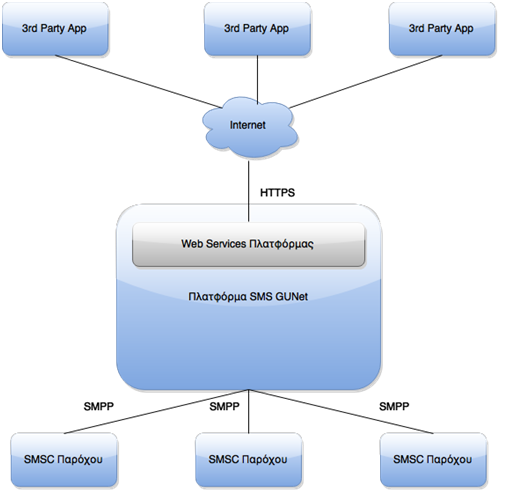 3rd Party App
3rd Party App
3rd Party App
Internet
HTTPS
Web Services Πλατφόρμας
Πλατφόρμα SMS GUNet
SMPP
SMPP
SMPP
SMSC Παρόχου
SMSC Παρόχου
SMSC Παρόχου